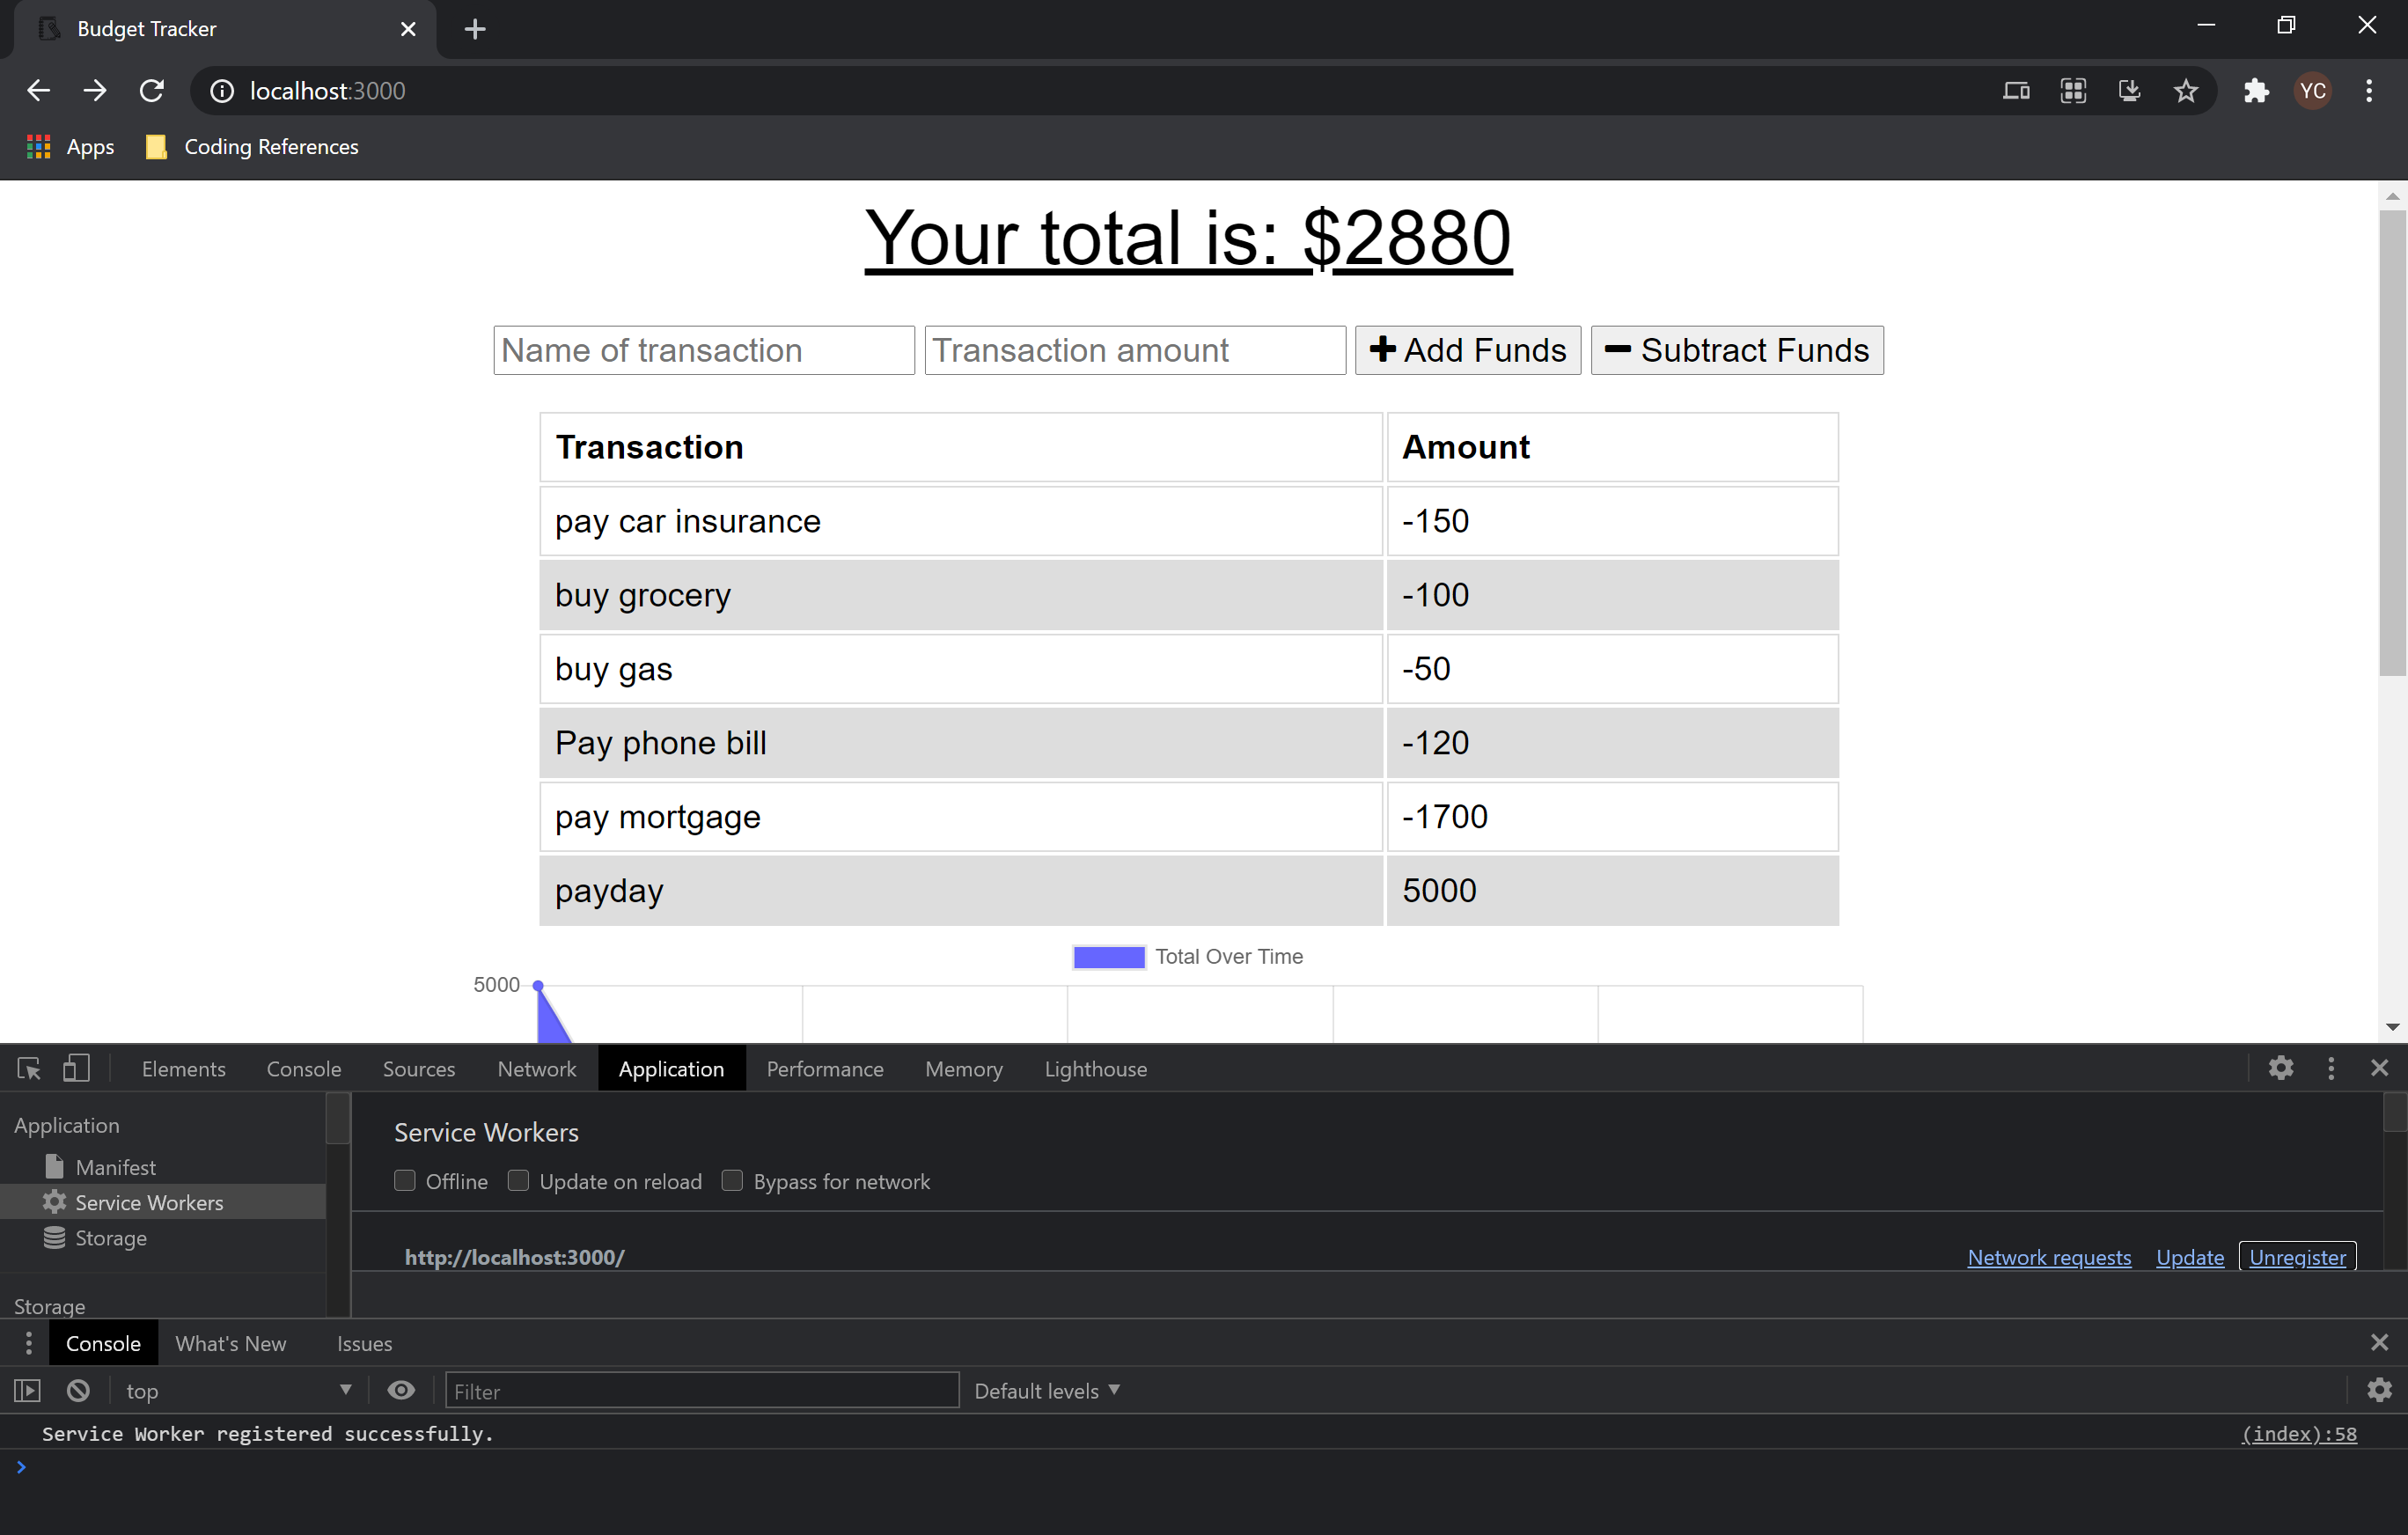 Budget Tracker
localhost:3000
YC
Apps Coding References
Your total is: $2880
Name of transaction Transaction amount Add Funds Subtract Funds
Transaction Amount
pay car insurance -150
buy grocery -100
buy gas -50
Pay phone bill -120
pay mortgage -1700
payday 5000
Total Over Time
5000
Elements Console Sources Network Application Performance Memory Lighthouse
Application
Manifest
Service Workers
Storage
Storage
Service Workers
Offline Update on reload Bypass for network
http://localhost:3000/ Network requests Update Unregister
Console What's New Issues
top Filter Default levels
Service Worker registered successfully. (index):58